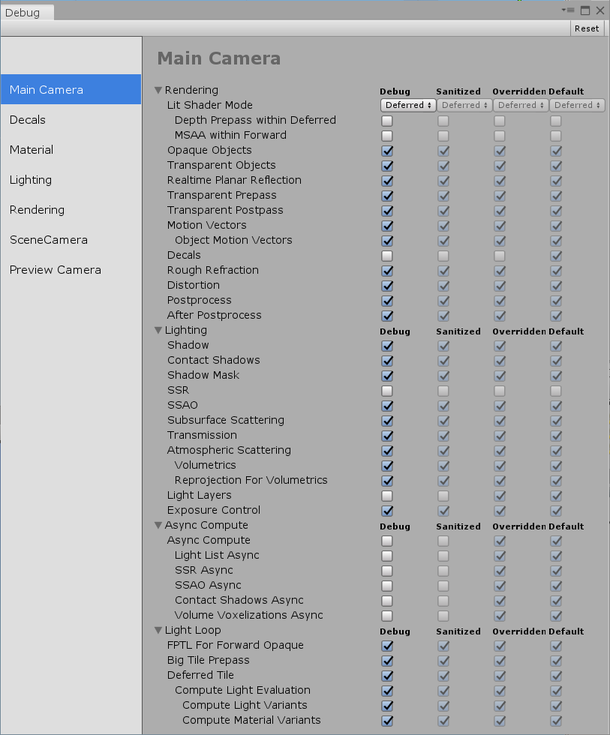 Debug
Reset
Main Camera
Decals
Material
Lighting
Rendering
SceneCamera
Preview Camera
Main Camera
Rendering Debug Sanitized Overridden Default
Lit Shader Mode Deferred Deferred Deferred Deferred
Depth Prepass within Deferred
MSAA within Forward
Opaque Objects
Transparent Objects
Realtime Planar Reflection
Transparent Prepass
Transparent Postpass
Motion Vectors
Object Motion Vectors
Decals
Rough Refraction
Distortion
Postprocess
After Postprocess
Lighting Debug Sanitized Overridden Default
Shadow
Contact Shadows
Shadow Mask
SSR
SSAO
Subsurface Scattering
Transmission
Atmospheric Scattering
Volumetrics
Reprojection For Volumetrics
Light Layers
Exposure Control
Async Compute Debug Sanitized Overridden Default
Async Compute
Light List Async
SSR Async
SSAO Async
Contact Shadows Async
Volume Voxelizations Async
Light Loop Debug Sanitized Overridden Default
FPTL For Forward Opaque
Big Tile Prepass
Deferred Tile
Compute Light Evaluation
Compute Light Variants
Compute Material Variants